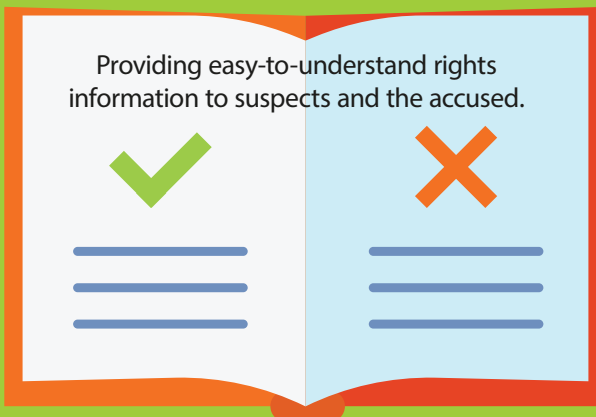 Providing easy-to-understand rights
information to suspects and the accused.